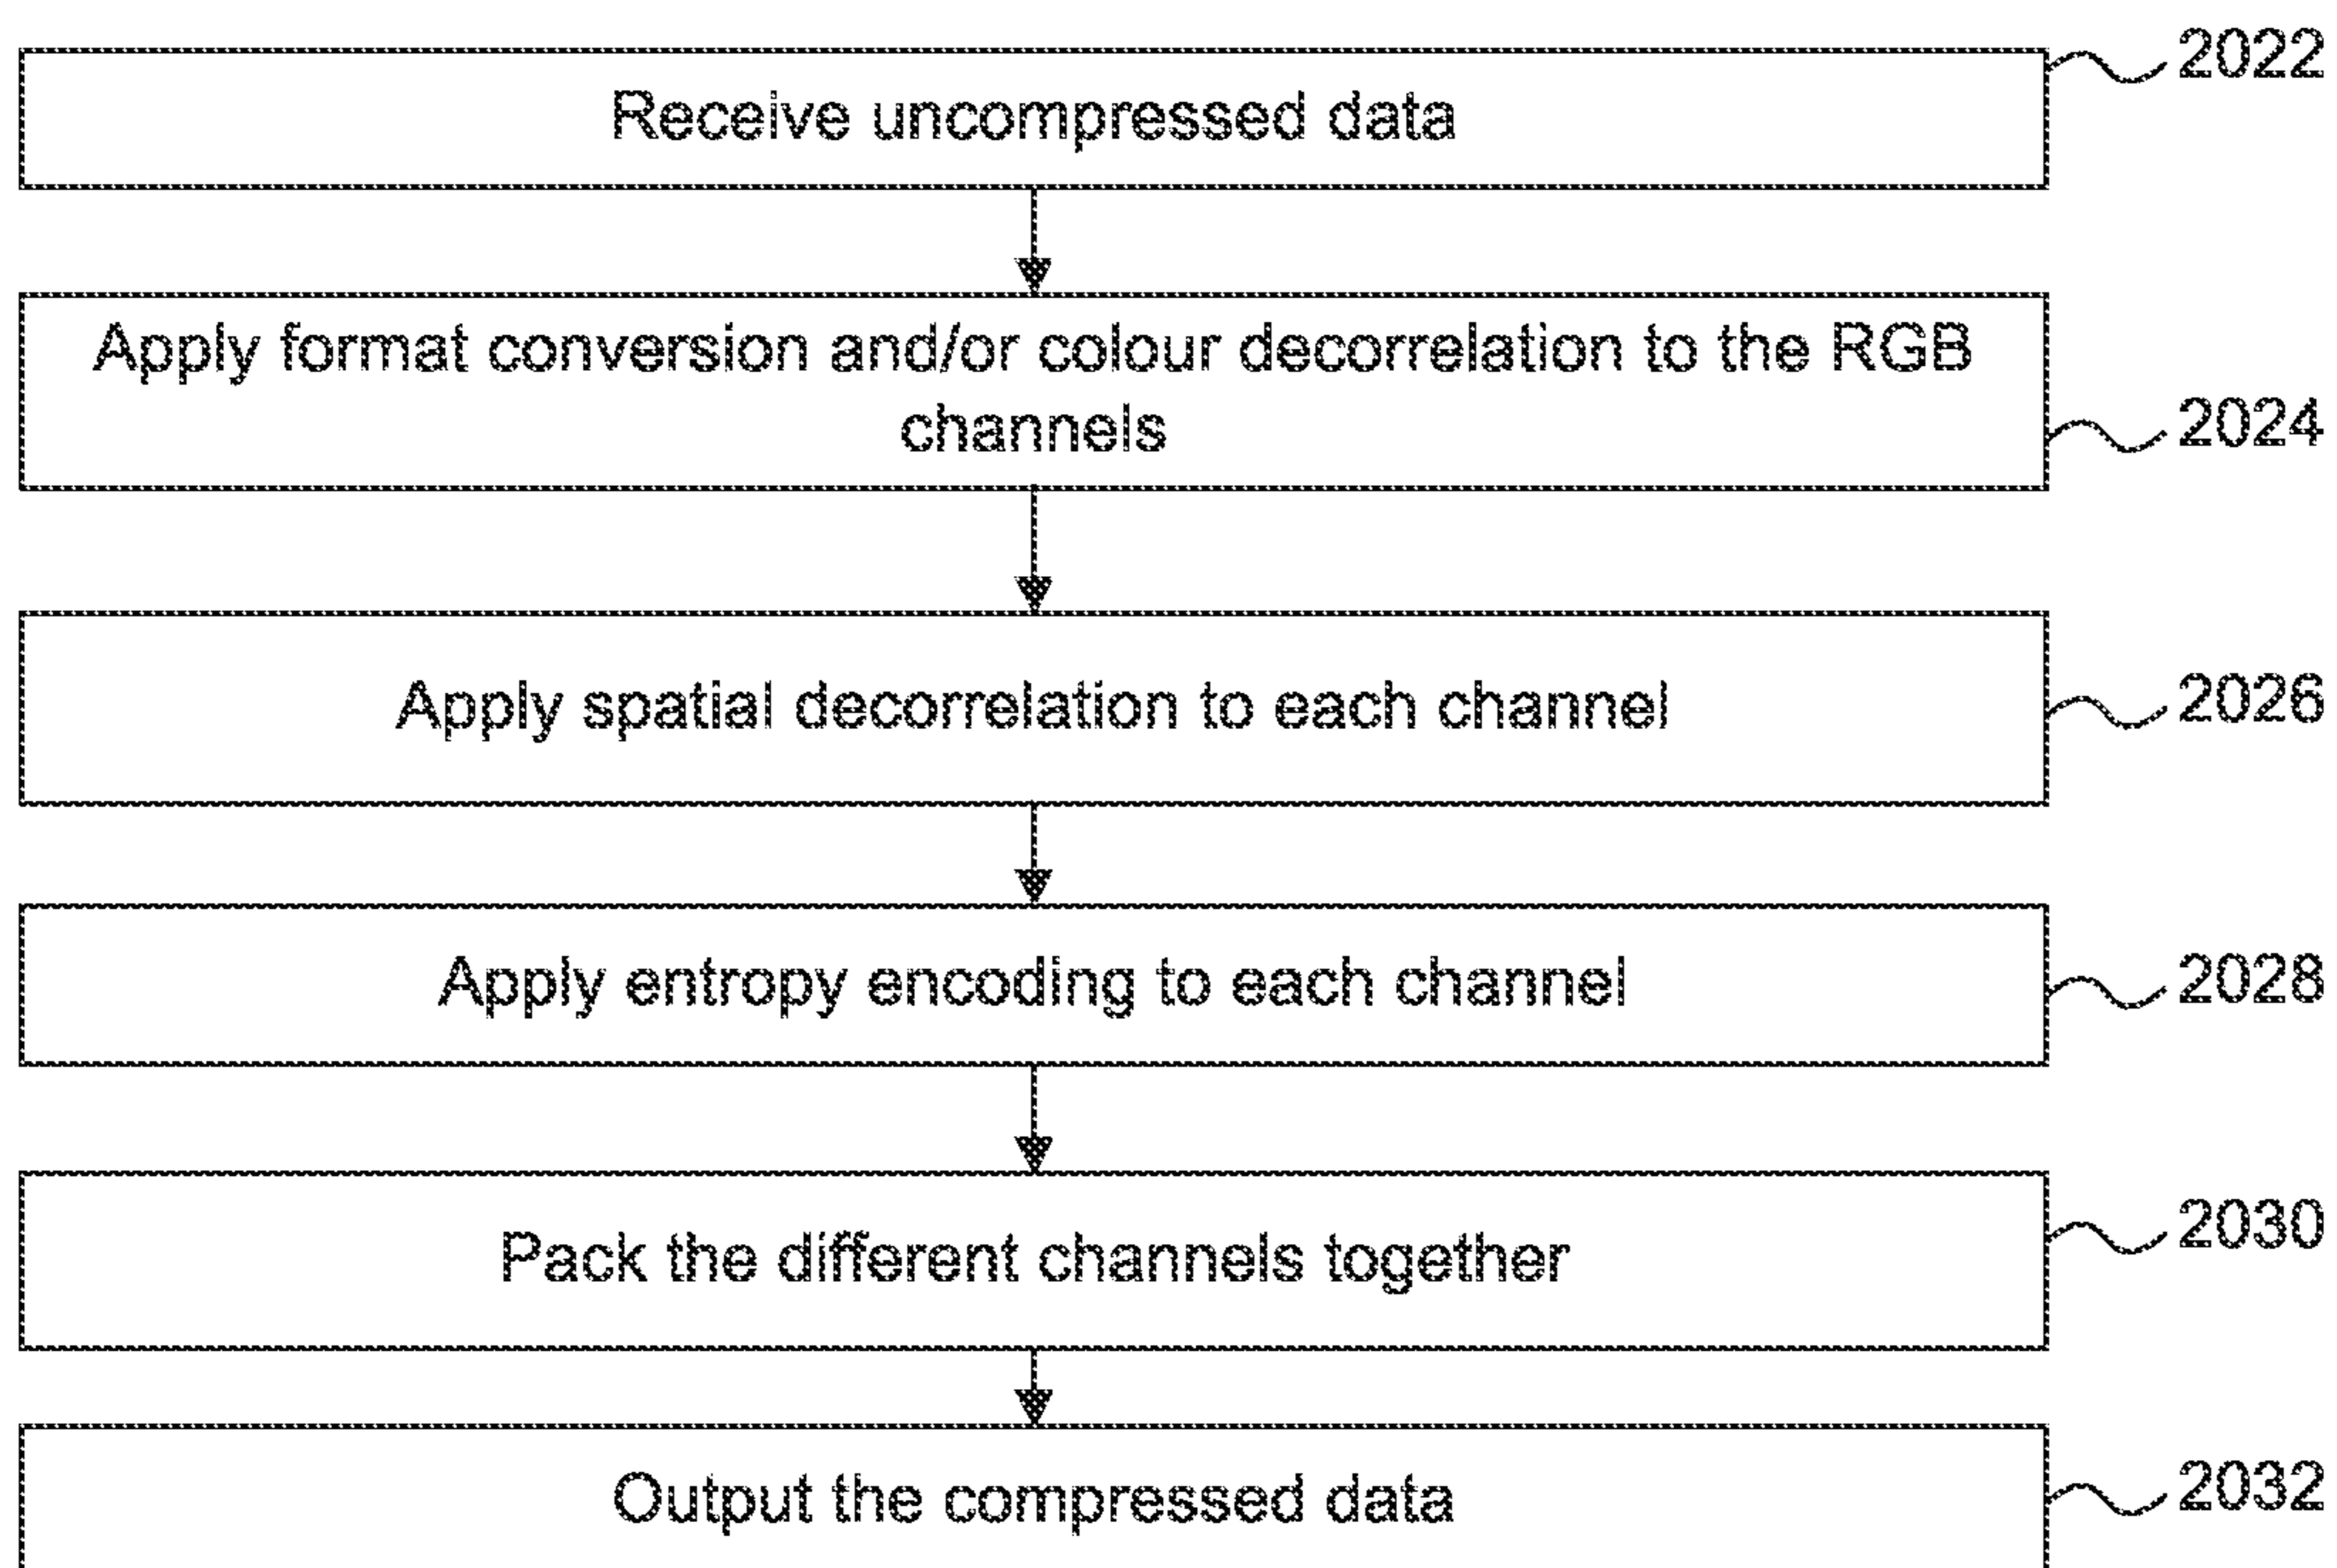 Receive uncompressed data
2022
Apply format conversion and/or colour decorrelation to the RGB
channels
2024
Apply spatial decorrelation to each channel
2026
Apply entropy encoding to each channel
2028
Pack the different channels together
2030
Output the compressed data
2032